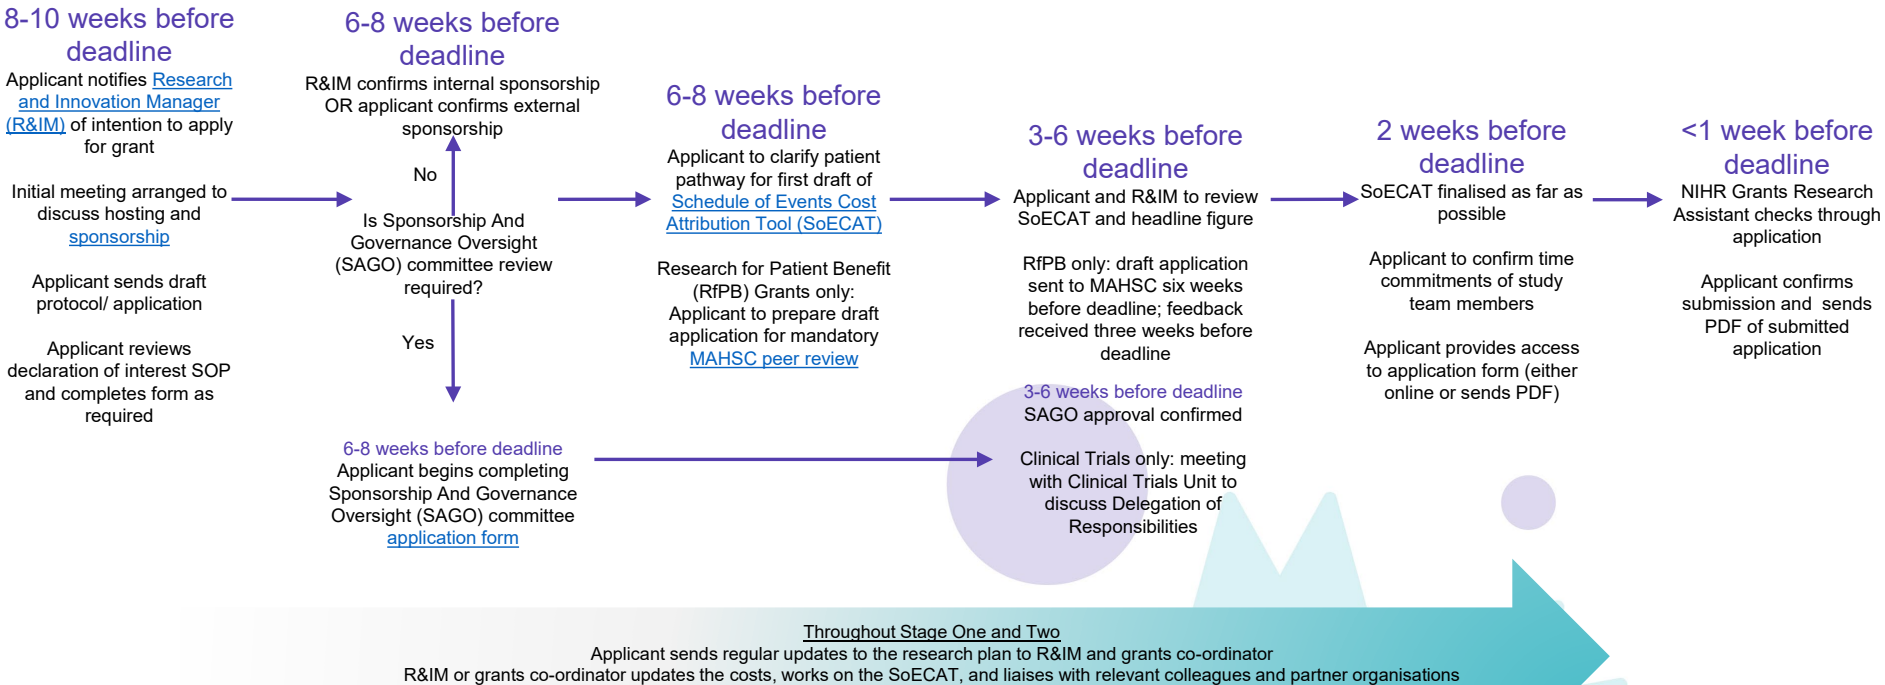 8-10 weeks before
deadline
Applicant notifies Research
and Innovation Manager
(R&IM) of intention to apply
for grant
Initial meeting arranged to
discuss hosting and
sponsorship
Applicant sends draft
protocol/ application
Applicant reviews
declaration of interest SOP
and completes form as
required
6-8 weeks before
deadline
R&IM confirms internal sponsorship
OR applicant confirms external
sponsorship
No
Is Sponsorship And
Governance Oversight
(SAGO) committee review
required?
Yes
6-8 weeks before deadline
Applicant begins completing
Sponsorship And Governance
Oversight (SAGO) committee
application form
6-8 weeks before
deadline
Applicant to clarify patient
pathway for first draft of
Schedule of Events Cost
Attribution Tool (SoECAT)
Research for Patient Benefit
(RfPB) Grants only:
Applicant to prepare draft
application for mandatory
MAHSC peer review
3-6 weeks before
deadline
Applicant and R&IM to review
SoECAT and headline figure
RfPB only: draft application
sent to MAHSC six weeks
before deadline; feedback
received three weeks before
deadline
3-6 weeks before deadline
SAGO approval confirmed
Clinical Trials only: meeting
with Clinical Trials Unit to
discuss Delegation of
Responsibilities
2 weeks before
deadline
SoECAT finalised as far as
possible
Applicant to confirm time
commitments of study
team members
Applicant provides access
to application form (either
online or sends PDF)
<1 week before
deadline
NIHR Grants Research
Assistant checks through
application
Applicant confirms
submission and sends
PDF of submitted
application
Throughout Stage One and Two
Applicant sends regular updates to the research plan to R&IM and grants co-ordinator
R&IM or grants co-ordinator updates the costs, works on the SoECAT, and liaises with relevant colleagues and partner organisations